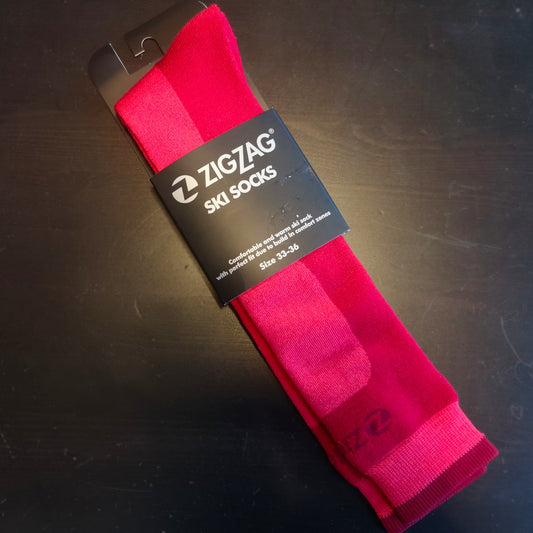 ZIGZAG®
SKI SOCKS
Comfortable and warm ski sock
with perfect fit due to build in comfort zones
Size 33-36